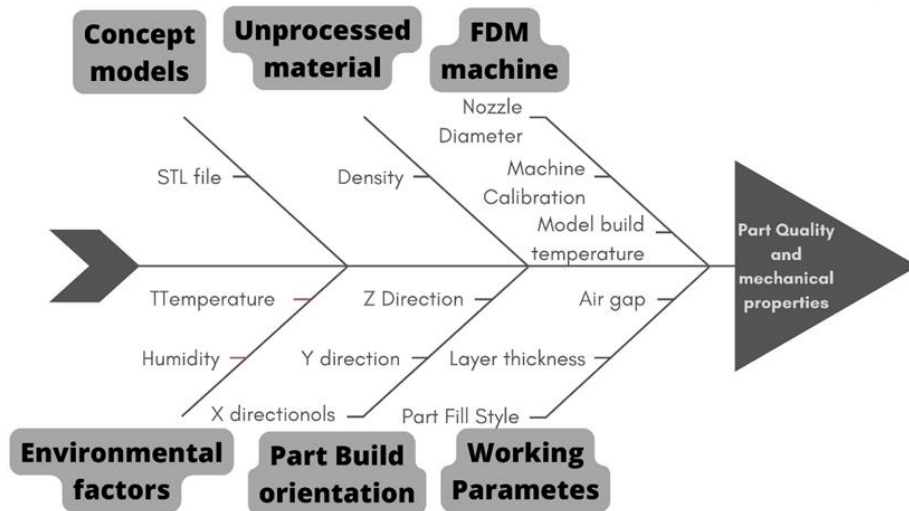 Concept
models
Unprocessed
material
FDM
machine
Nozzle
Diameter
STL file
Density
Machine
Calibration
Model build
temperature
Part Quality
and
mechanical
properties
TTemperature
Z Direction
Air gap
Humidity
Y direction
Layer thickness
X directionols
Part Fill Style
Environmental
factors
Part Build
orientation
Working
Parametes